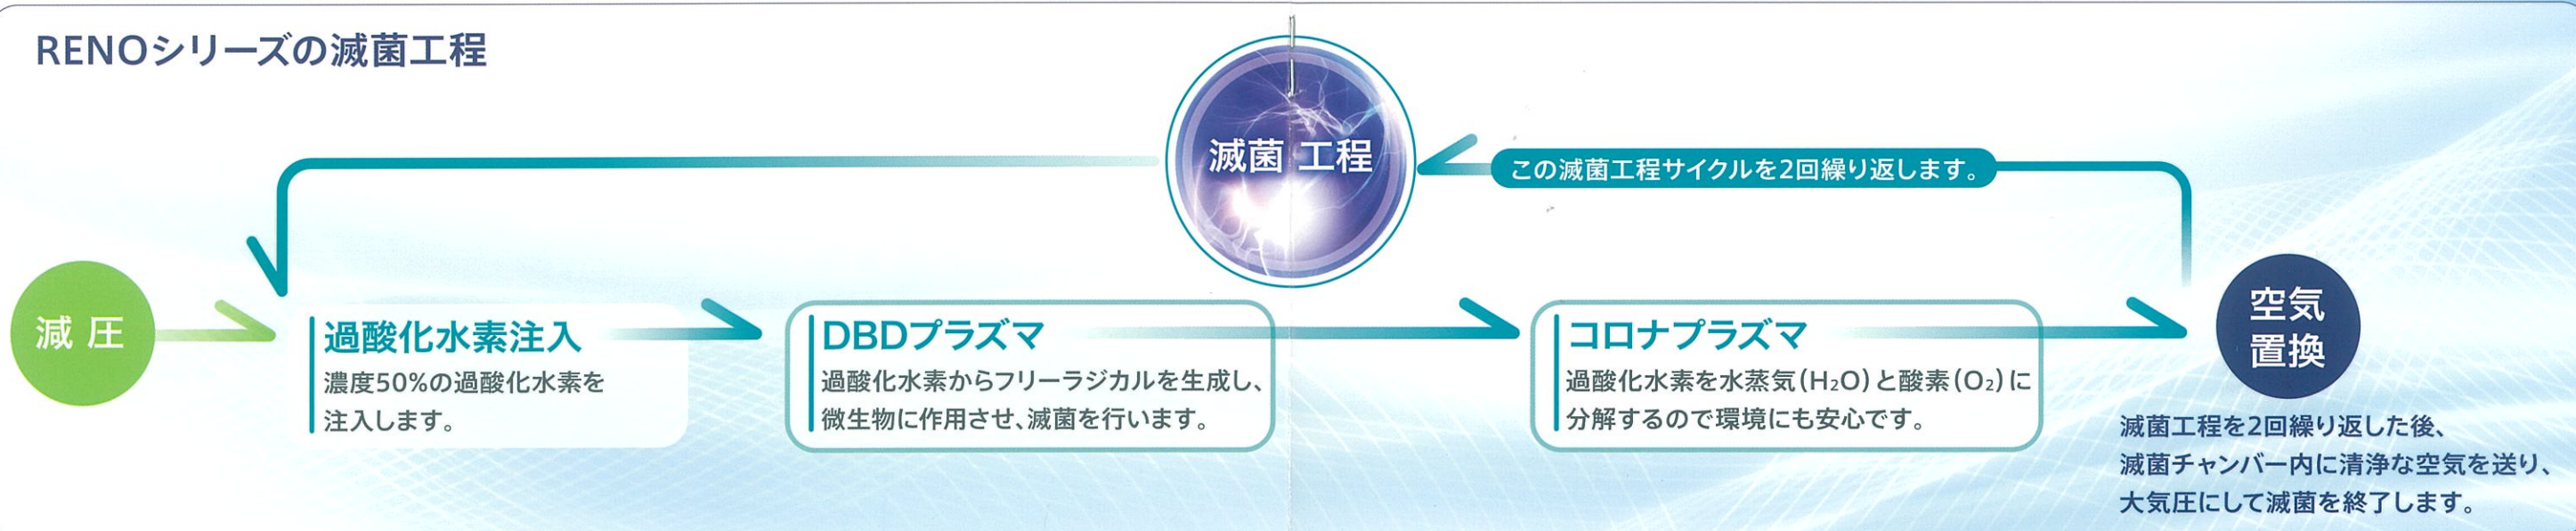 RENOシリーズの滅菌工程
滅菌 工程
この滅菌工程サイクルを2回繰り返します。
減 圧
過酸化水素注入
濃度50%の過酸化水素を
注入します。
DBDプラズマ
過酸化水素からフリーラジカルを生成し、
微生物に作用させ、滅菌を行います。
コロナプラズマ
過酸化水素を水蒸気(H₂O)と酸素(O₂)に
分解するので環境にも安心です。
空気
置換
滅菌工程を2回繰り返した後、
滅菌チャンバー内に清浄な空気を送り、
大気圧にして滅菌を終了します。